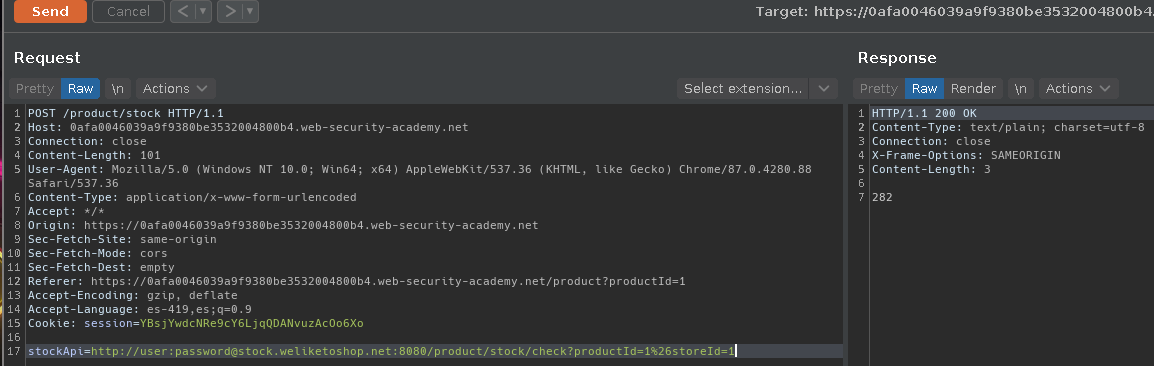 Send Cancel < > Target: https://0afa0046039a9f9380be3532004800b4.
Request
Pretty Raw \n Actions Select extension...
1 POST /product/stock HTTP/1.1
2 Host: 0afa0046039a9f9380be3532004800b4.web-security-academy.net
3 Connection: close
4 Content-Length: 101
5 User-Agent: Mozilla/5.0 (Windows NT 10.0; Win64; x64) AppleWebKit/537.36 (KHTML, like Gecko) Chrome/87.0.4280.88
Safari/537.36
6 Content-Type: application/x-www-form-urlencoded
7 Accept: */*
8 Origin: https://0afa0046039a9f9380be3532004800b4.web-security-academy.net
9 Sec-Fetch-Site: same-origin
10 Sec-Fetch-Mode: cors
11 Sec-Fetch-Dest: empty
12 Referer: https://0afa0046039a9f9380be3532004800b4.web-security-academy.net/product?productId=1
13 Accept-Encoding: gzip, deflate
14 Accept-Language: es-419,es;q=0.9
15 Cookie: session=YBsjYwdcNRe9cY6LjqQDANvuzAcOo6Xo
16
17 stockApi=http://user:password@stock.weliketoshop.net:8080/product/stock/check?productId=1%26storeId=1
Response
Pretty Raw Render \n Actions
1 HTTP/1.1 200 OK
2 Content-Type: text/plain; charset=utf-8
3 Connection: close
4 X-Frame-Options: SAMEORIGIN
5 Content-Length: 3
6
7 282